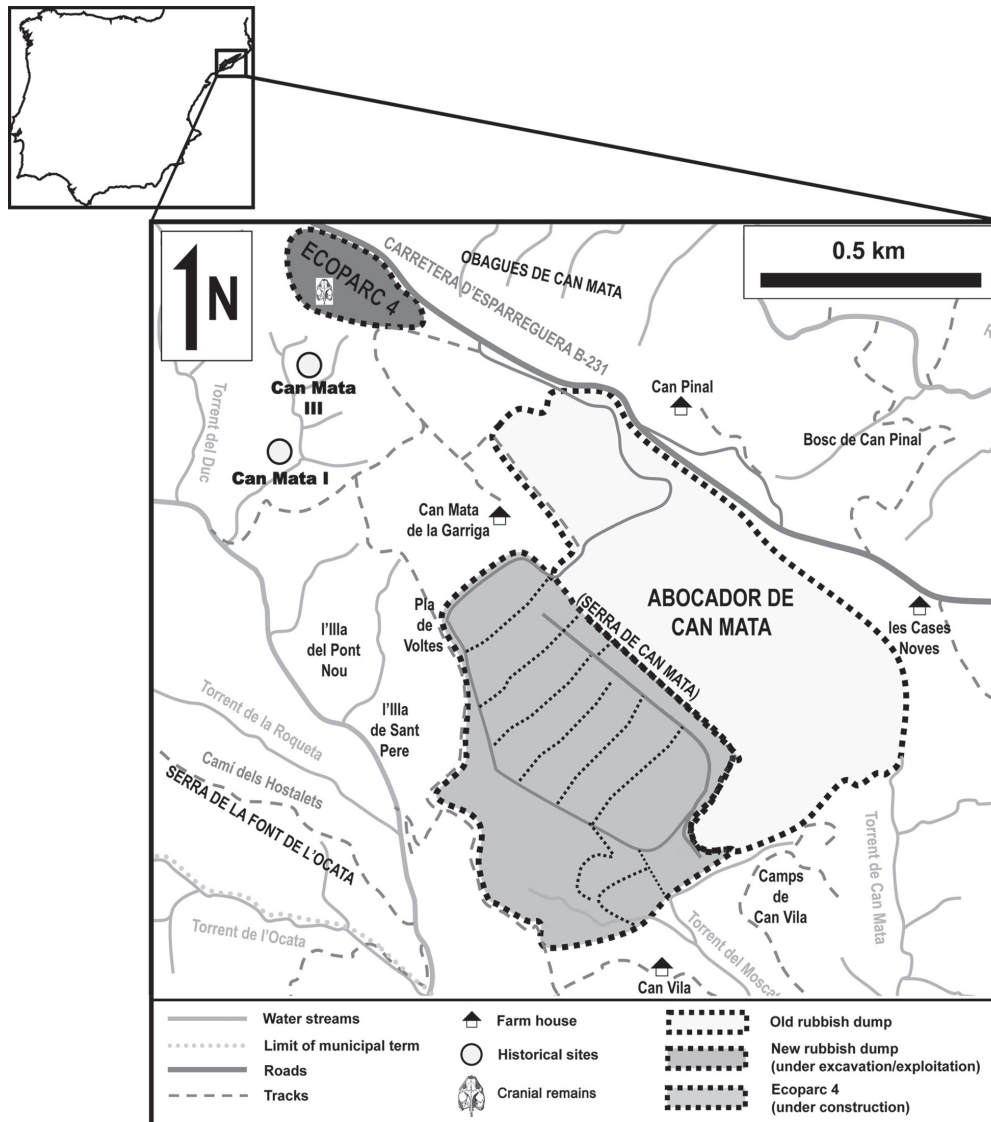 N
ECOPARC 4
CARRETERA D'ESPARREGUERA B-231
OBAGUES DE CAN MATA
0.5 km
Can Mata
III
Can Mata I
Torrent del Duc
Can Pinal
Bosc de Can Pinal
Can Mata
de la Garriga
Pla
de
Voltes
ABOCADOR DE
CAN MATA
(SERRA DE CAN MATA)
les Cases
Noves
l'Illa
del Pont
Nou
l'Illa
de Sant
Pere
Torrent de la Roqueta
Camí dels Hostalets
SERRA DE LA FONT DE L'OCATA
Torrent de l'Ocata
Camps
de
Can Vila
Torrent de Can Mata
Torrent del
Can Vila
Water streams
Limit of municipal term
Roads
Tracks
Farm house
Historical sites
Cranial remains
Old rubbish dump
New rubbish dump
(under excavation/exploitation)
Ecoparc 4
(under construction)